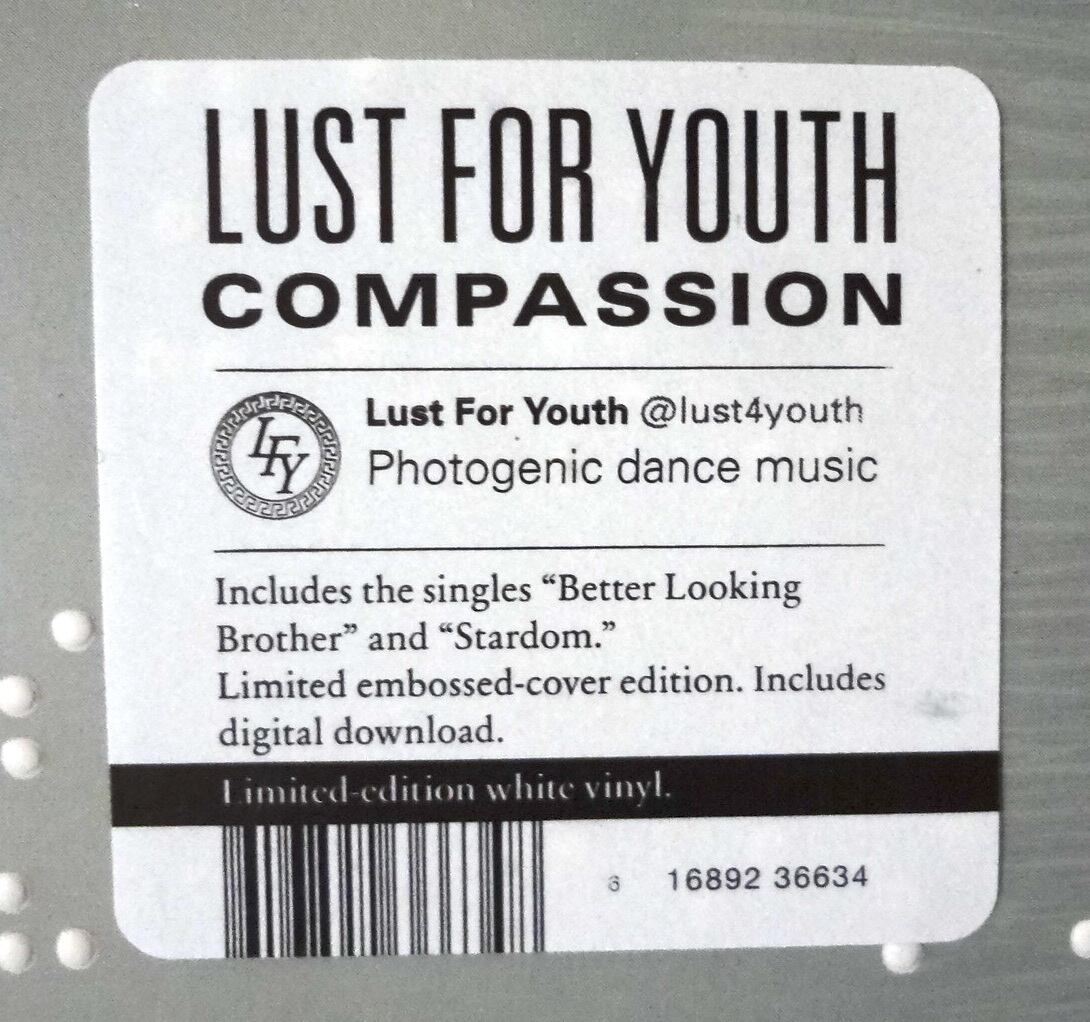 LUST FOR YOUTH
COMPASSION
LFY
Lust For Youth @lust4youth
Photogenic dance music
Includes the singles “Better Looking
Brother” and “Stardom.”
Limited embossed-cover edition. Includes
digital download.
Limited-edition white vinyl.
6 16892 36634